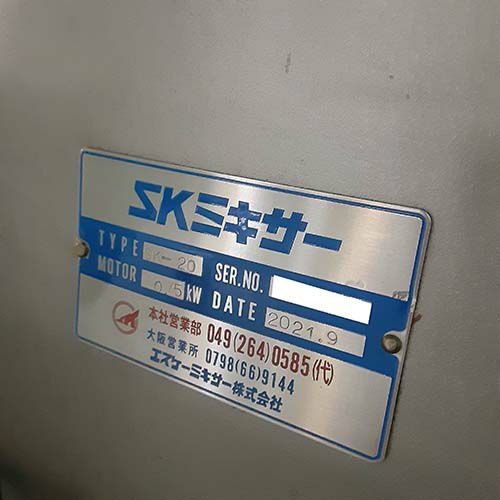 SKミキサー
TYPE SK-20 SER.NO.
MOTOR 0/5kW DATE 2021.9
本社営業部 049(264)0585(代)
大阪営業所 0798(66)9144
エスケーミキサー株式会社